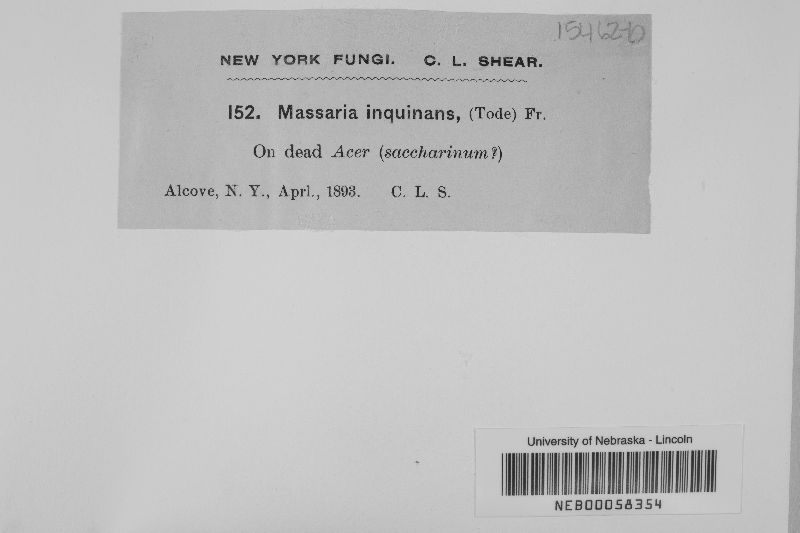 154620
NEW YORK FUNGI. C. L. SHEAR.
152. Massaria inquinans, (Tode) Fr.
On dead Acer (saccharinum?)
Alcove, N. Y., Aprl., 1893. C. L. S.
University of Nebraska - Lincoln
NEB00058354